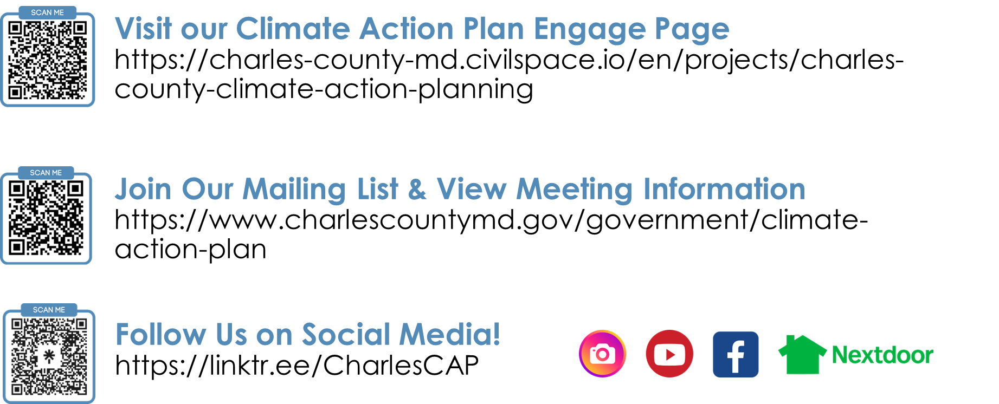 SCAN ME
Visit our Climate Action Plan Engage Page
https://charles-county-md.civilspace.io/en/projects/charles-
county-climate-action-planning
SCAN ME
Join Our Mailing List & View Meeting Information
https://www.charlescountymd.gov/government/climate-
action-plan
SCAN ME
Follow Us on Social Media!
https://linktr.ee/CharlesCAP
f
Nextdoor